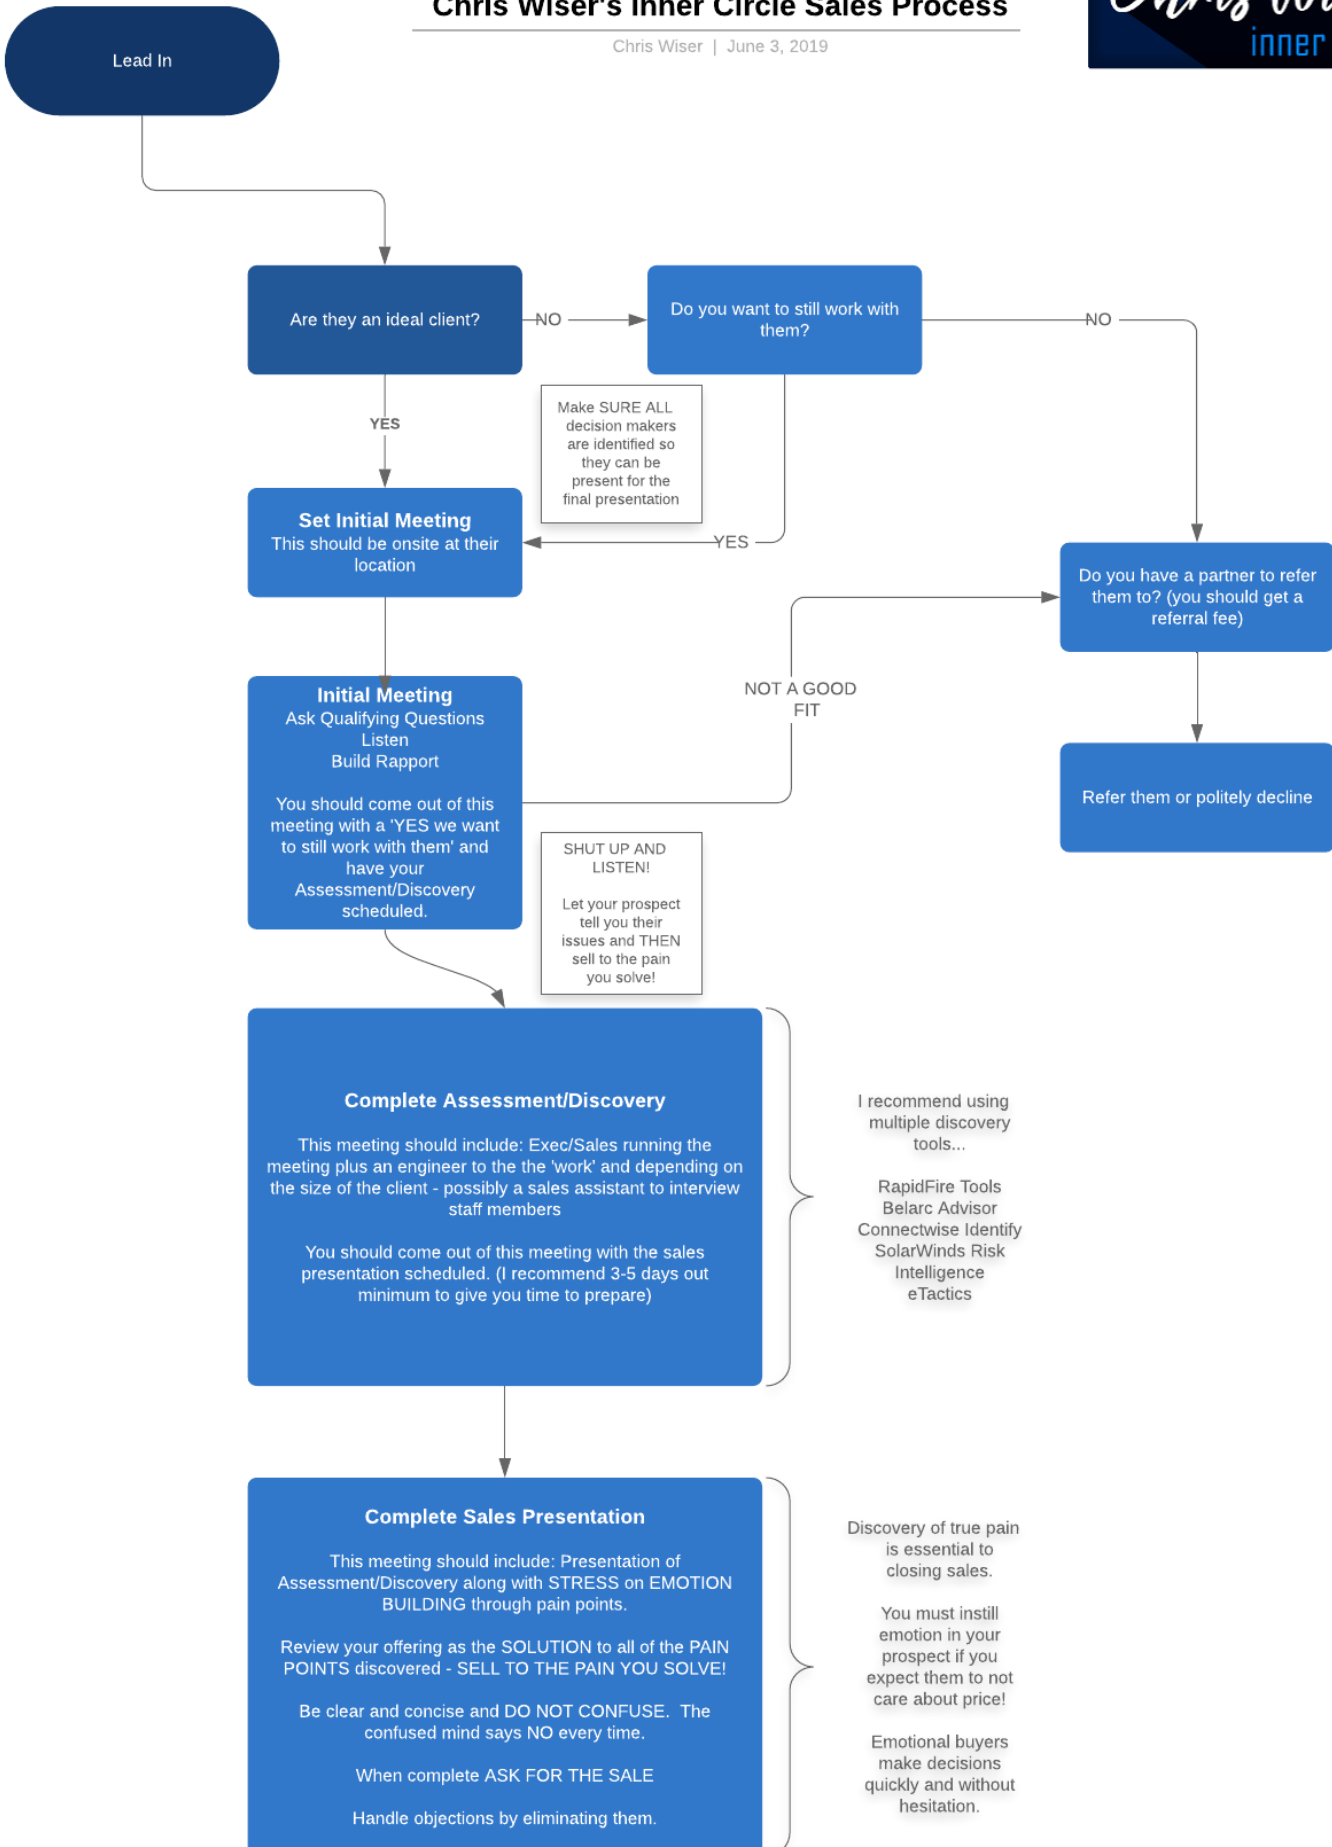 Chris Wiser's Inner Circle Sales Process
Chris Wiser | June 3, 2019
inner
Lead In
Are they an ideal client?
NO
Do you want to still work with
them?
NO
YES
Make SURE ALL
decision makers
are identified so
they can be
present for the
final presentation
Set Initial Meeting
This should be onsite at their
location
YES
Do you have a partner to refer
them to? (you should get a
referral fee)
NOT A GOOD
FIT
Initial Meeting
Ask Qualifying Questions
Listen
Build Rapport
You should come out of this
meeting with a 'YES we want
to still work with them' and
have your
Assessment/Discovery
scheduled.
Refer them or politely decline
SHUT UP AND
LISTEN!
Let your prospect
tell you their
issues and THEN
sell to the pain
you solve!
Complete Assessment/Discovery
This meeting should include: Exec/Sales running the
meeting plus an engineer to the the 'work' and depending on
the size of the client - possibly a sales assistant to interview
staff members
You should come out of this meeting with the sales
presentation scheduled. (I recommend 3-5 days out
minimum to give you time to prepare)
I recommend using
multiple discovery
tools...
RapidFire Tools
Belarc Advisor
Connectwise Identify
SolarWinds Risk
Intelligence
eTactics
Complete Sales Presentation
This meeting should include: Presentation of
Assessment/Discovery along with STRESS on EMOTION
BUILDING through pain points.
Review your offering as the SOLUTION to all of the PAIN
POINTS discovered - SELL TO THE PAIN YOU SOLVE!
Be clear and concise and DO NOT CONFUSE.  The
confused mind says NO every time.
When complete ASK FOR THE SALE
Handle objections by eliminating them.
Discovery of true pain
is essential to
closing sales.
You must instill
emotion in your
prospect if you
expect them to not
care about price!
Emotional buyers
make decisions
quickly and without
hesitation.